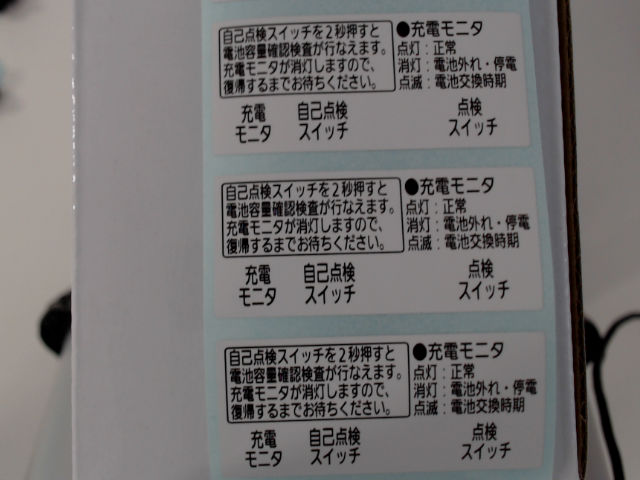 自己点検スイッチを2秒押すと
電池容量確認検査が行なえます。
充電モニタが消灯しますので、
復帰するまでお待ちください。
●充電モニタ
点灯：正常
消灯：電池外れ・停電
点滅：電池交換時期
充電
モニタ
自己点検
スイッチ
点検
スイッチ
自己点検スイッチを2秒押すと
電池容量確認検査が行なえます。
充電モニタが消灯しますので、
復帰するまでお待ちください。
●充電モニタ
点灯：正常
消灯：電池外れ・停電
点滅：電池交換時期
充電
モニタ
自己点検
スイッチ
点検
スイッチ
自己点検スイッチを2秒押すと
電池容量確認検査が行なえます。
充電モニタが消灯しますので、
復帰するまでお待ちください。
●充電モニタ
点灯：正常
消灯：電池外れ・停電
点滅：電池交換時期
充電
モニタ
自己点検
スイッチ
点検
スイッチ